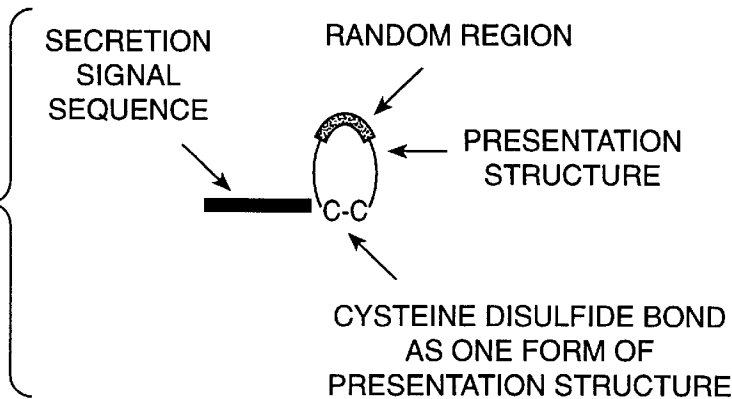 SECRETION
SIGNAL
SEQUENCE
RANDOM REGION
PRESENTATION
STRUCTURE
C-C
CYSTEINE DISULFIDE BOND
AS ONE FORM OF
PRESENTATION STRUCTURE